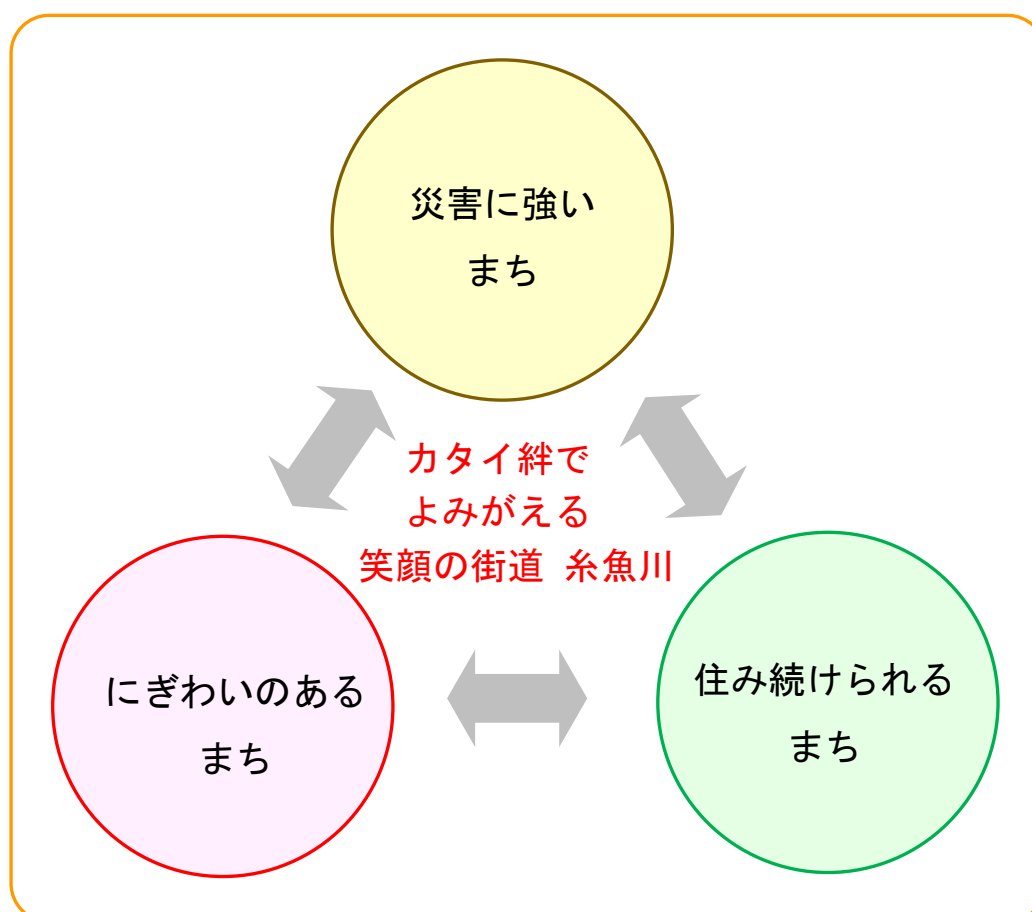 災害に強い
まち
カタイ絆で
よみがえる
笑顔の街道 糸魚川
にぎわいのある
まち
住み続けられる
まち